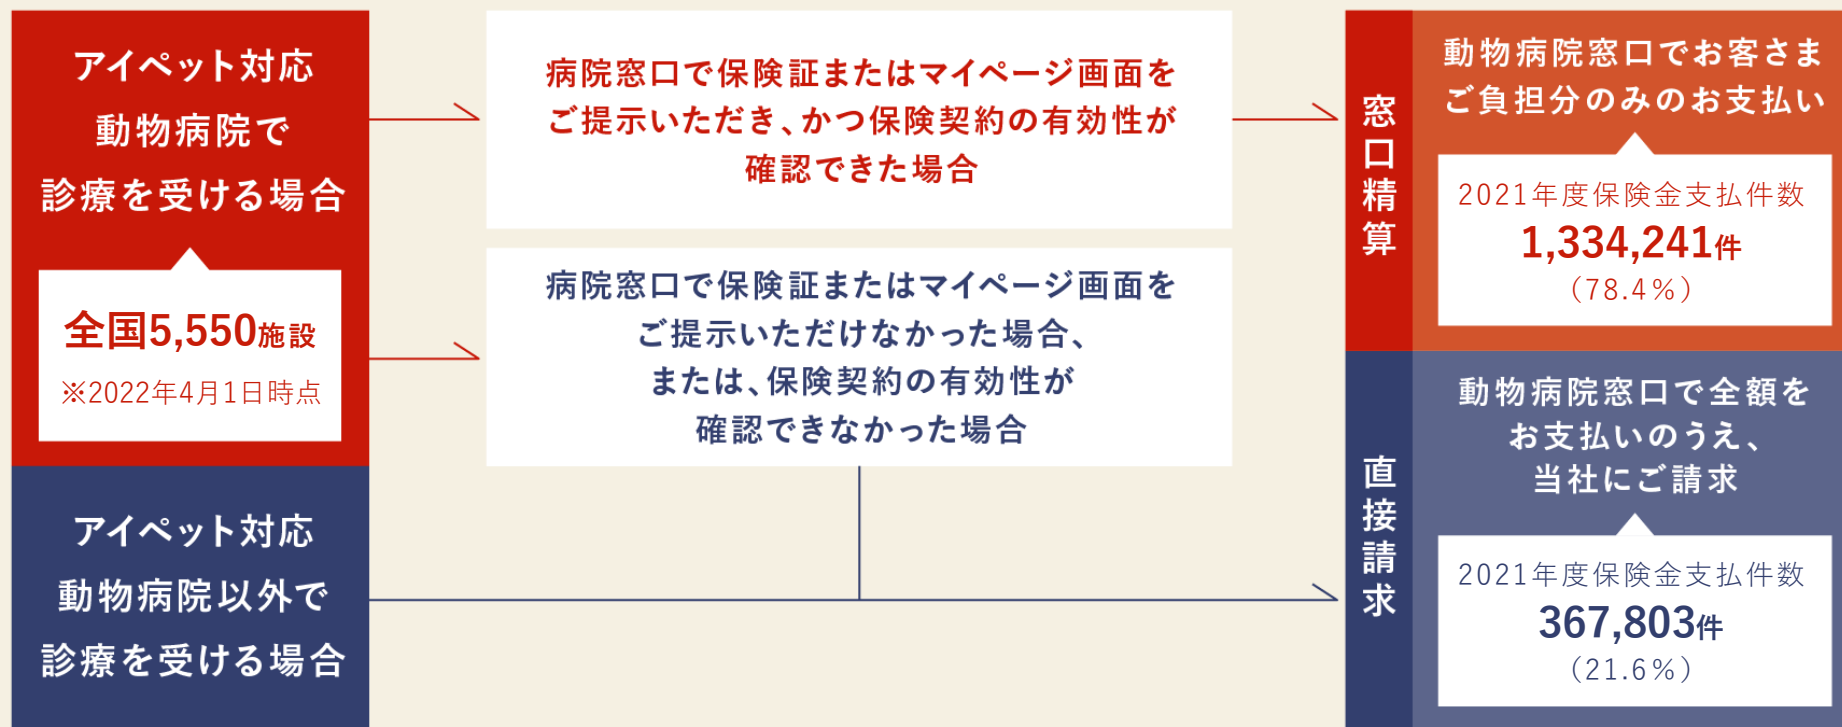 アイペット対応
動物病院で
診療を受ける場合
全国5,550施設
※2022年4月1日時点
アイペット対応
動物病院以外で
診療を受ける場合
病院窓口で保険証またはマイページ画面を
ご提示いただき、かつ保険契約の有効性が
確認できた場合
病院窓口で保険証またはマイページ画面を
ご提示いただけなかった場合、
または、保険契約の有効性が
確認できなかった場合
窓口精算
動物病院窓口でお客さま
ご負担分のみのお支払い
2021年度保険金支払件数
1,334,241件
（78.4％）
直接請求
動物病院窓口で全額を
お支払いのうえ、
当社にご請求
2021年度保険金支払件数
367,803件
（21.6％）